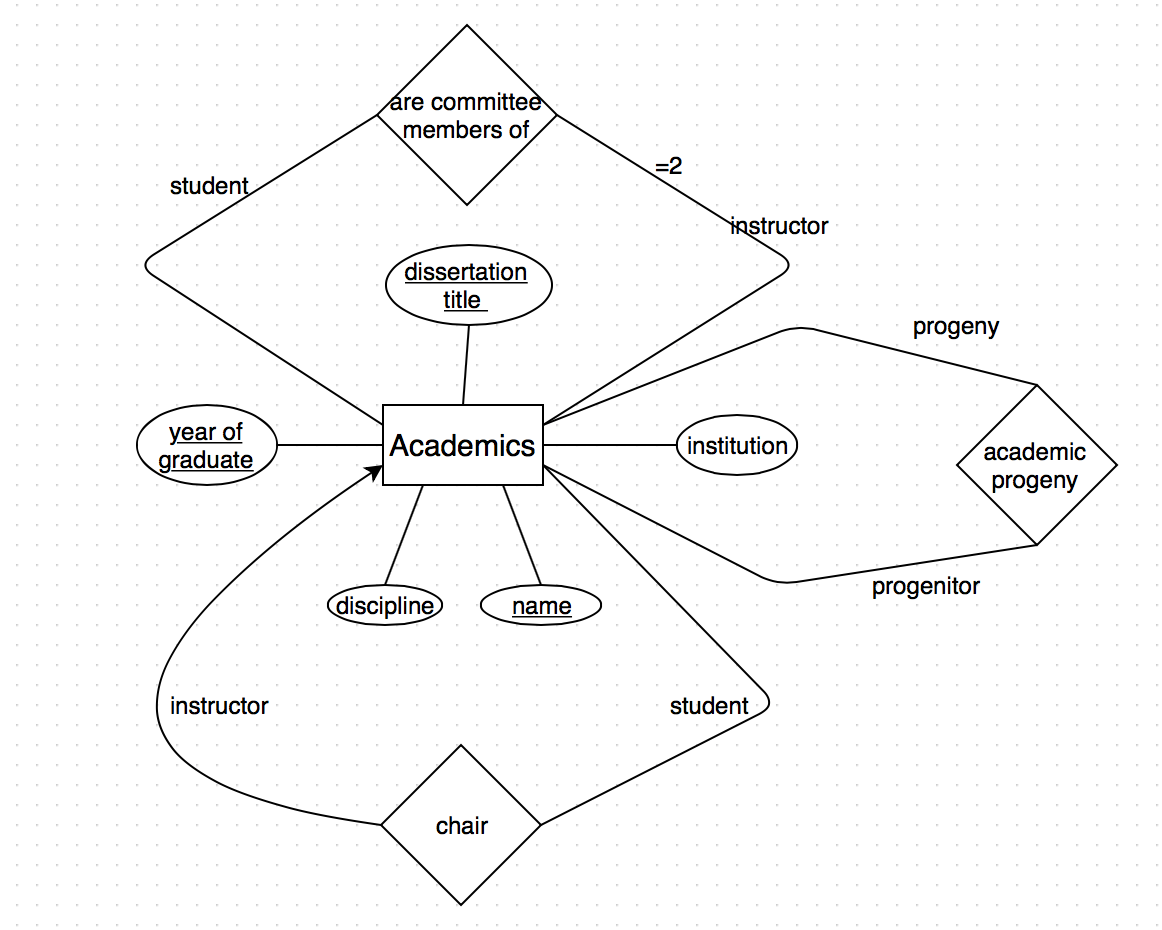 are committee
members of
=2
student
instructor
dissertation
title
progeny
year of
graduate
Academics
institution
academic
progeny
progenitor
discipline
name
instructor
student
chair